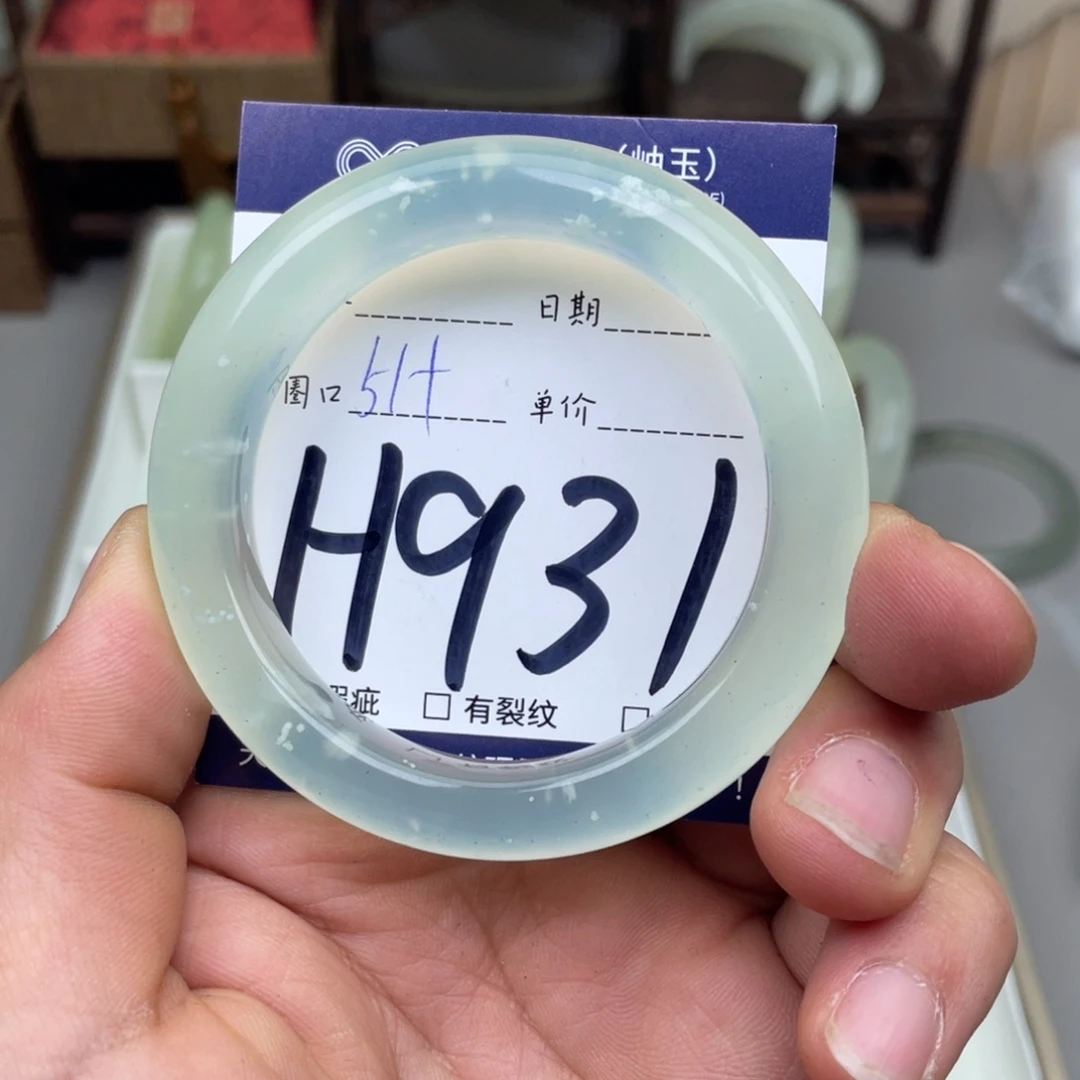 (岫玉)
日期
圈口 51+ 单价
H931
瑕疵 □ 有裂纹 □
!